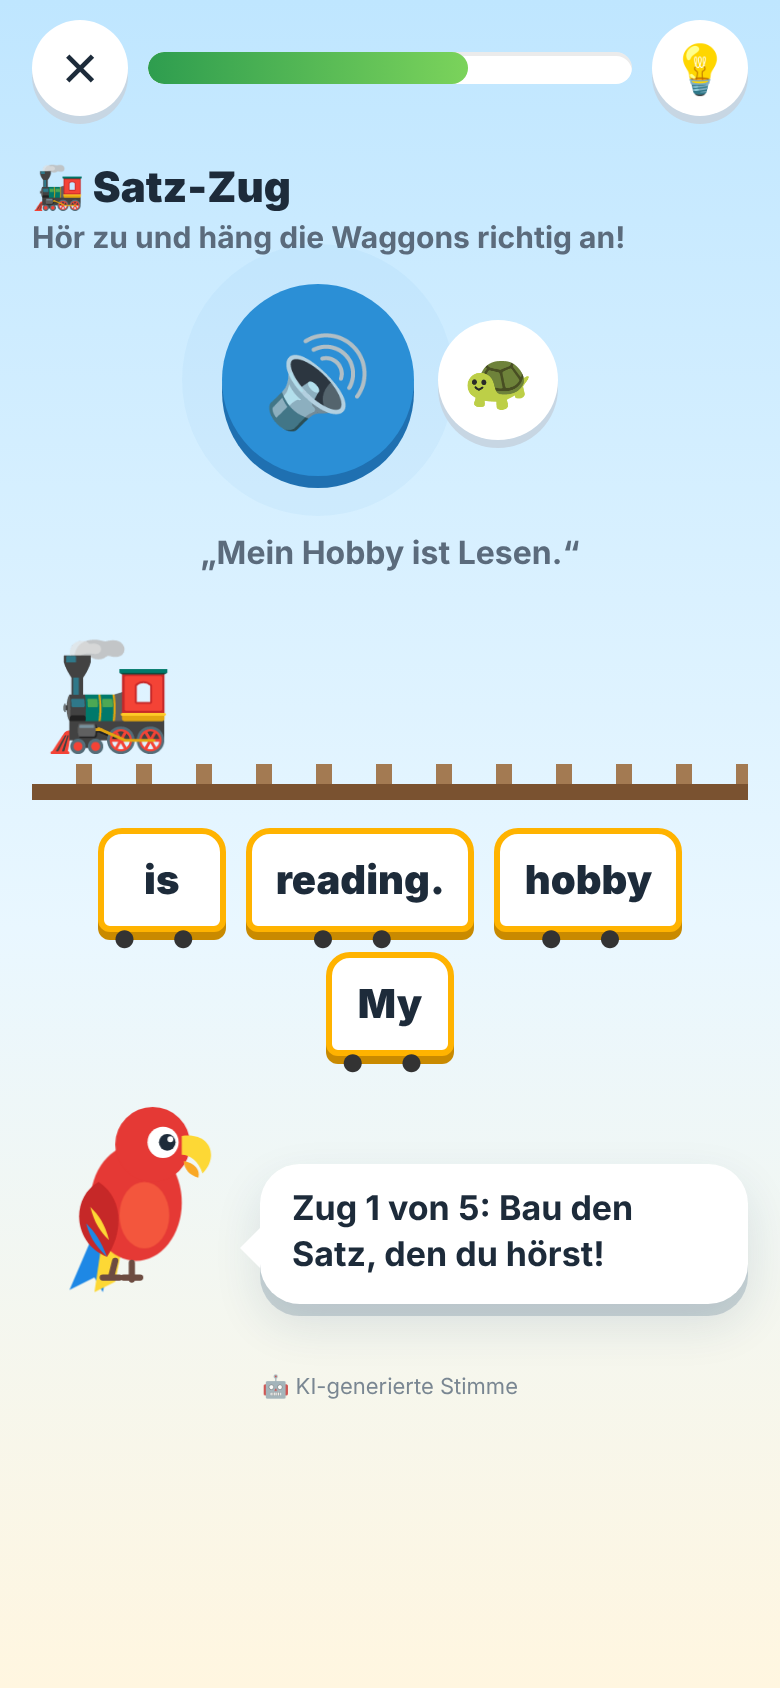 Satz-Zug
Hör zu und häng die Waggons richtig an!
„Mein Hobby ist Lesen.“
is reading. hobby
My
Zug 1 von 5: Bau den
Satz, den du hörst!
KI-generierte Stimme